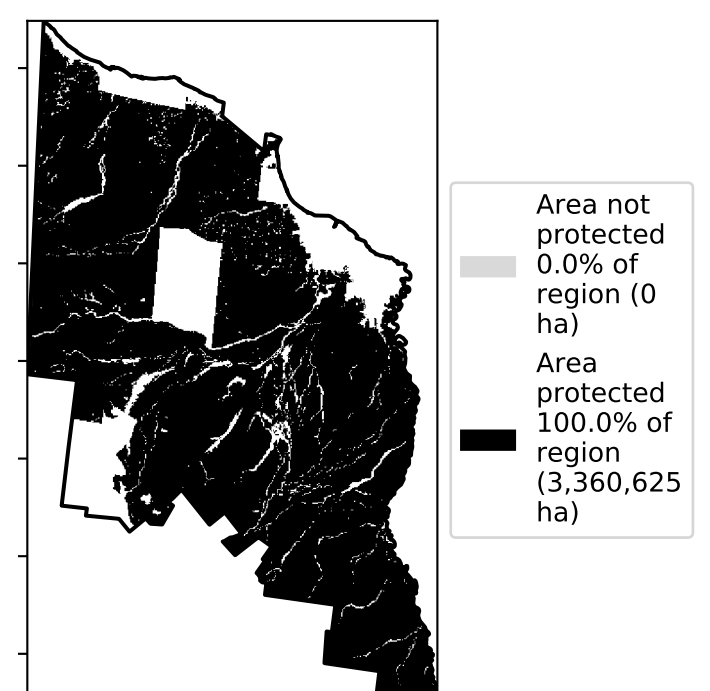 Area not
protected
0.0% of
region (0
ha)
Area
protected
100.0% of
region
(3,360,625
ha)